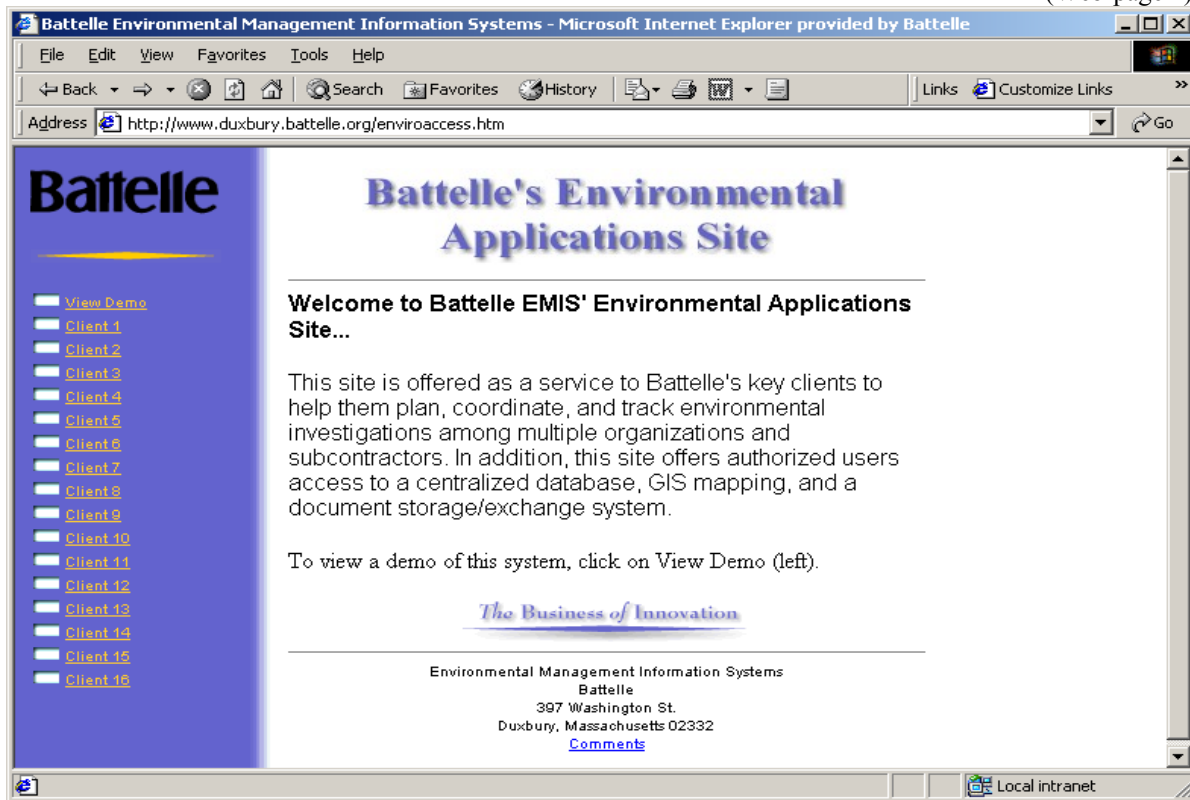 Battelle Environmental Management Information Systems - Microsoft Internet Explorer provided by Battelle
File Edit View Favorites Tools Help
Back Search Favorites History Links Customize Links »
Address http://www.duxbury.battelle.org/enviroaccess.htm Go
Battelle
View Demo
Client 1
Client 2
Client 3
Client 4
Client 5
Client 6
Client 7
Client 8
Client 9
Client 10
Client 11
Client 12
Client 13
Client 14
Client 15
Client 16
Battelle's Environmental
Applications Site
Welcome to Battelle EMIS' Environmental Applications
Site...
This site is offered as a service to Battelle's key clients to
help them plan, coordinate, and track environmental
investigations among multiple organizations and
subcontractors. In addition, this site offers authorized users
access to a centralized database, GIS mapping, and a
document storage/exchange system.
To view a demo of this system, click on View Demo (left).
The Business of Innovation
Environmental Management Information Systems
Battelle
397 Washington St.
Duxbury, Massachusetts 02332
Comments
Local intranet